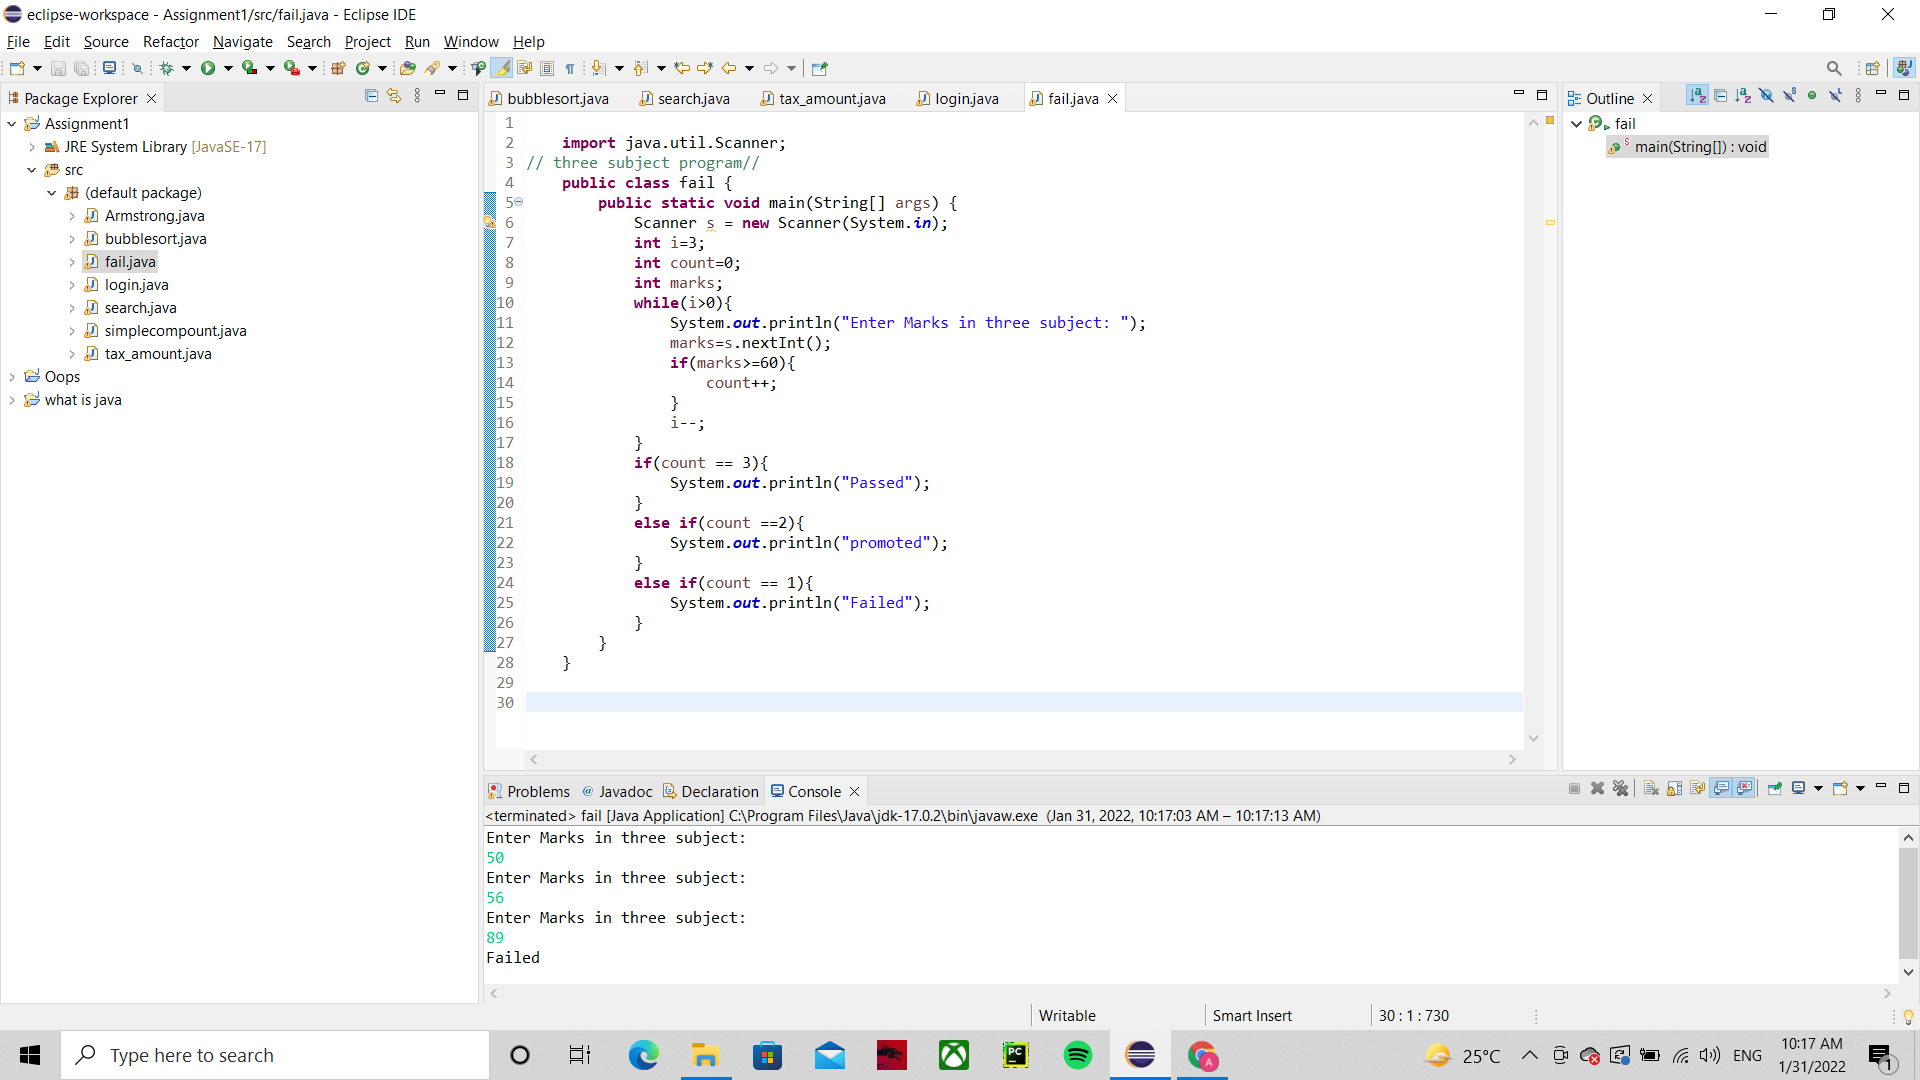 eclipse-workspace - Assignment1/src/fail.java - Eclipse IDE
File Edit Source Refactor Navigate Search Project Run Window Help
Package Explorer
Assignment1
JRE System Library [JavaSE-17]
src
(default package)
Armstrong.java
bubblesort.java
fail.java
login.java
search.java
simplecompount.java
tax_amount.java
Oops
what is java
bubblesort.java search.java tax_amount.java login.java fail.java
1
2 import java.util.Scanner;
3 // three subject program//
4 public class fail {
5 public static void main(String[] args) {
6 Scanner s = new Scanner(System.in);
7 int i=3;
8 int count=0;
9 int marks;
10 while(i>0){
11 System.out.println("Enter Marks in three subject: ");
12 marks=s.nextInt();
13 if(marks>=60){
14 count++;
15 }
16 i--;
17 }
18 if(count == 3){
19 System.out.println("Passed");
20 }
21 else if(count ==2){
22 System.out.println("promoted");
23 }
24 else if(count == 1){
25 System.out.println("Failed");
26 }
27 }
28 }
29
30
Outline
fail
main(String[]) : void
Problems Javadoc Declaration Console
<terminated> fail [Java Application] C:\Program Files\Java\jdk-17.0.2\bin\javaw.exe (Jan 31, 2022, 10:17:03 AM – 10:17:13 AM)
Enter Marks in three subject:
50
Enter Marks in three subject:
56
Enter Marks in three subject:
89
Failed
Writable Smart Insert 30 : 1 : 730
Type here to search
PC
A
25°C
ENG
10:17 AM
1/31/2022
1